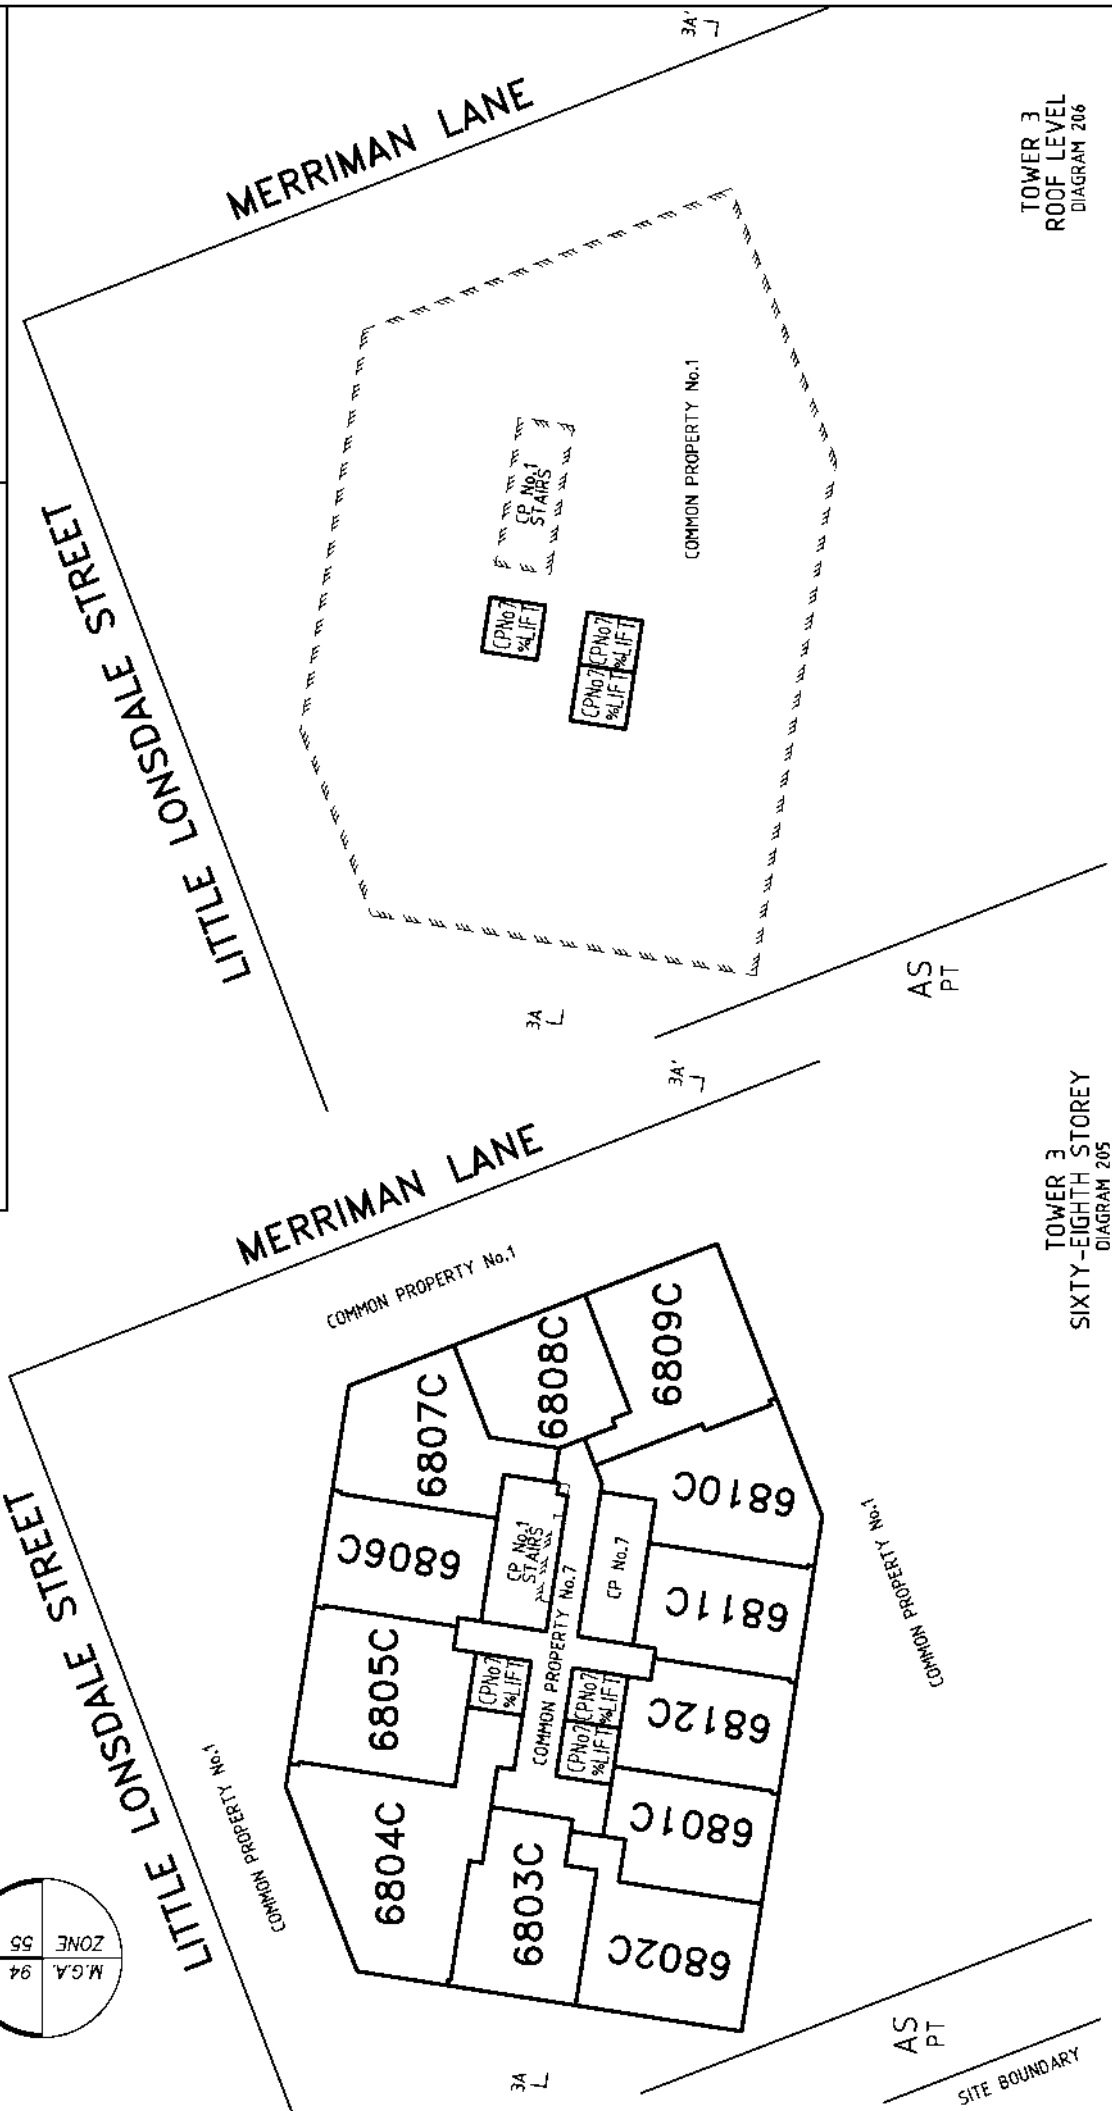 LITTLE LONSDALE STREET
MERRIMAN LANE
3A'
CPNo7
%LIFT
CPNo7
%LIFT
CPNo7
%LIFT
CP No.1
STAIRS
COMMON PROPERTY No.1
3A
AS
PT
TOWER 3
ROOF LEVEL
DIAGRAM 206
M.G.A. 94
ZONE 55
LITTLE LONSDALE STREET
MERRIMAN LANE
3A'
COMMON PROPERTY No.1
COMMON PROPERTY No.1
6804C
6805C
6806C
6807C
6808C
6809C
CPNo7
%LIFT
CP No.1
STAIRS
COMMON PROPERTY No.7
CPNo7
%LIFT
CPNo7
%LIFT
CP No.7
6803C
6802C
6801C
6812C
6811C
6810C
COMMON PROPERTY No.1
3A
AS
PT
SITE BOUNDARY
TOWER 3
SIXTY-EIGHTH STOREY
DIAGRAM 205